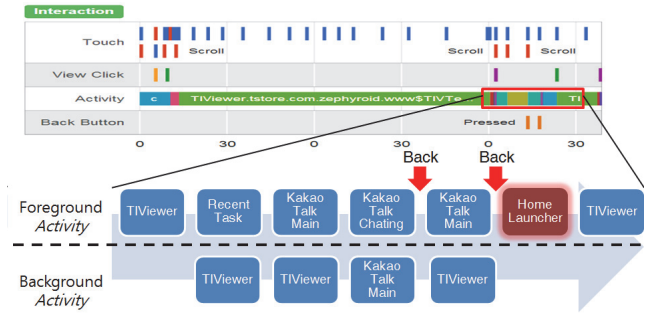 Interaction
Touch
Scroll
Scroll
Scroll
View Click
Activity
c
TIViewer.tstore.com.zephyroid.www$TIVTe
TI
Back Button
Pressed
0
30
0
30
0
30
Back
Back
Foreground
Activity
TIViewer
Recent
Task
Kakao
Talk
Main
Kakao
Talk
Chating
Kakao
Talk
Main
Home
Launcher
TIViewer
Background
Activity
TIViewer
TIViewer
Kakao
Talk
Main
TIViewer